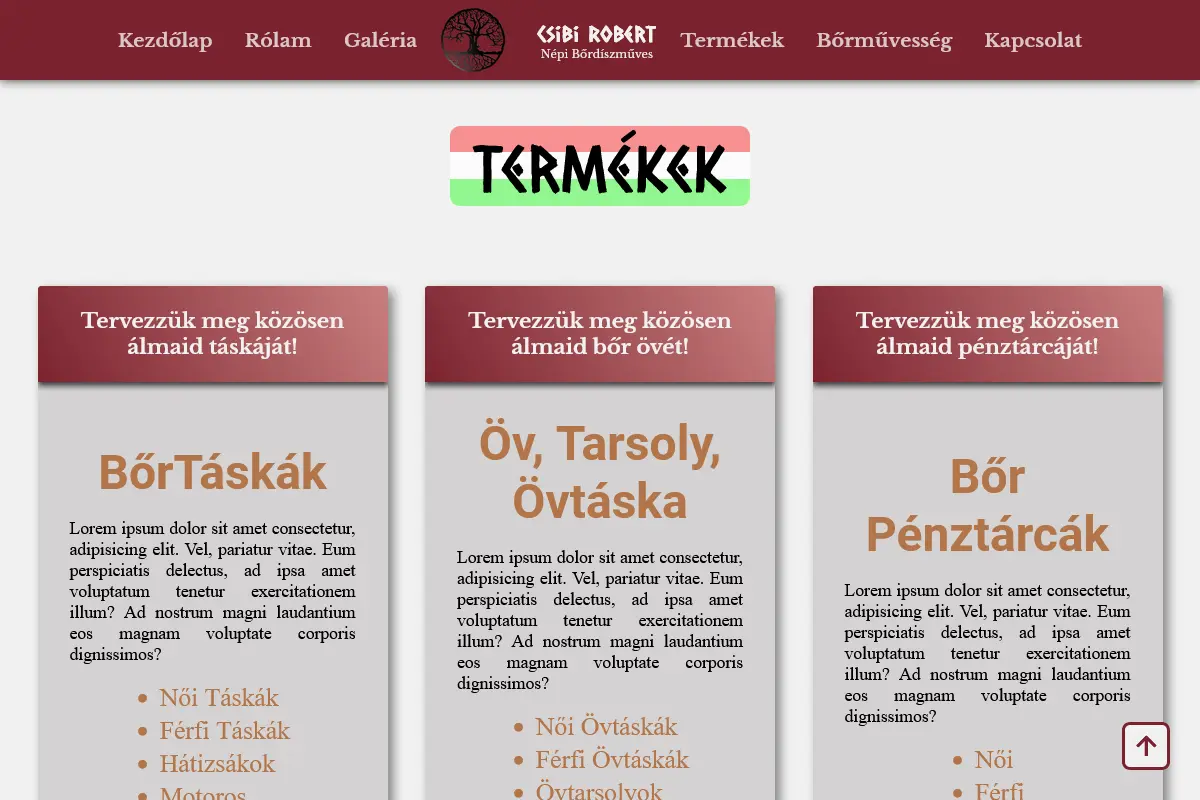 Kezdőlap
Rólam
Galéria
CSIBI ROBERT
Népi Bőrdíszműves
Termékek
Bőrművesség
Kapcsolat
TERMÉKEK
Tervezzük meg közösen
álmaid táskáját!
BőrTáskák
Lorem ipsum dolor sit amet consectetur,
adipisicing elit. Vel, pariatur vitae. Eum
perspiciatis delectus, ad ipsa amet
voluptatum tenetur exercitationem
illum? Ad nostrum magni laudantium
eos magnam voluptate corporis
dignissimos?
Női Táskák
Férfi Táskák
Hátizsákok
Motoros
Tervezzük meg közösen
álmaid bőr övét!
Öv, Tarsoly,
Övtáska
Lorem ipsum dolor sit amet consectetur,
adipisicing elit. Vel, pariatur vitae. Eum
perspiciatis delectus, ad ipsa amet
voluptatum tenetur exercitationem
illum? Ad nostrum magni laudantium
eos magnam voluptate corporis
dignissimos?
Női Övtáskák
Férfi Övtáskák
Övtarsolyok
Tervezzük meg közösen
álmaid pénztárcáját!
Bőr
Pénztárcák
Lorem ipsum dolor sit amet consectetur,
adipisicing elit. Vel, pariatur vitae. Eum
perspiciatis delectus, ad ipsa amet
voluptatum tenetur exercitationem
illum? Ad nostrum magni laudantium
eos magnam voluptate corporis
dignissimos?
Női
Férfi